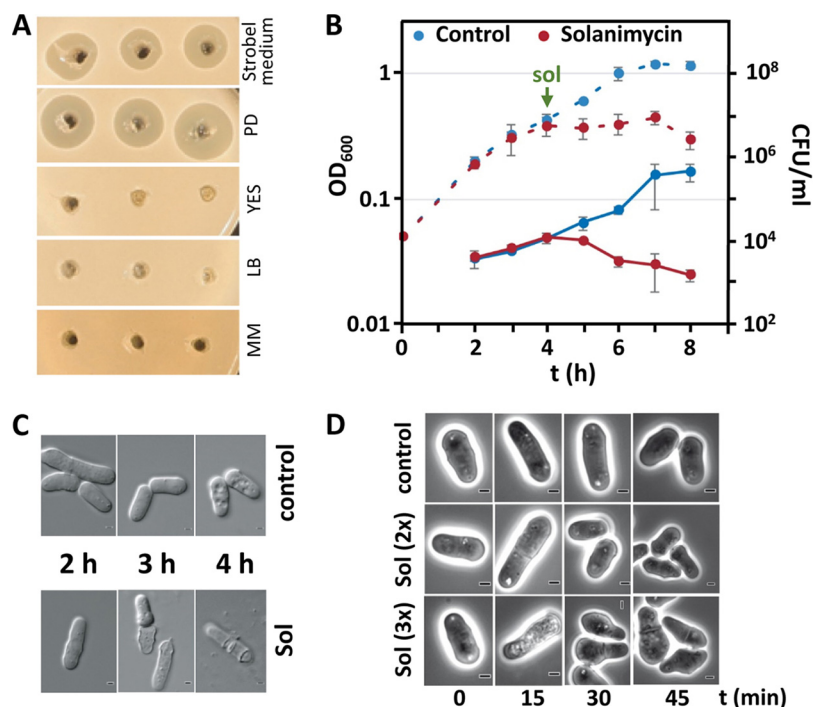 A
Strobel
medium
PD
YES
LB
MM
B
Control
Solanimycin
sol
1
0.1
0.01
OD600
10^8
10^6
10^4
10^2
CFU/ml
0
2
4
6
8
t (h)
C
control
2 h
3 h
4 h
Sol
D
control
Sol (2x)
Sol (3x)
0
15
30
45
t (min)